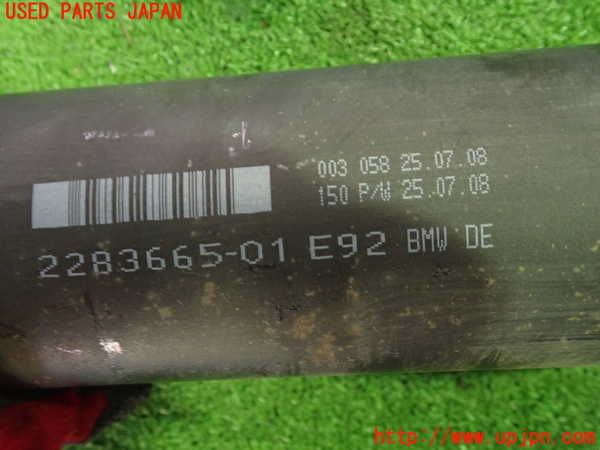 USED PARTS JAPAN
003 058 25.07.08
150 P/W 25.07.08
2283665-01 E92 BMW DE
© UPJ www.upjpn.com